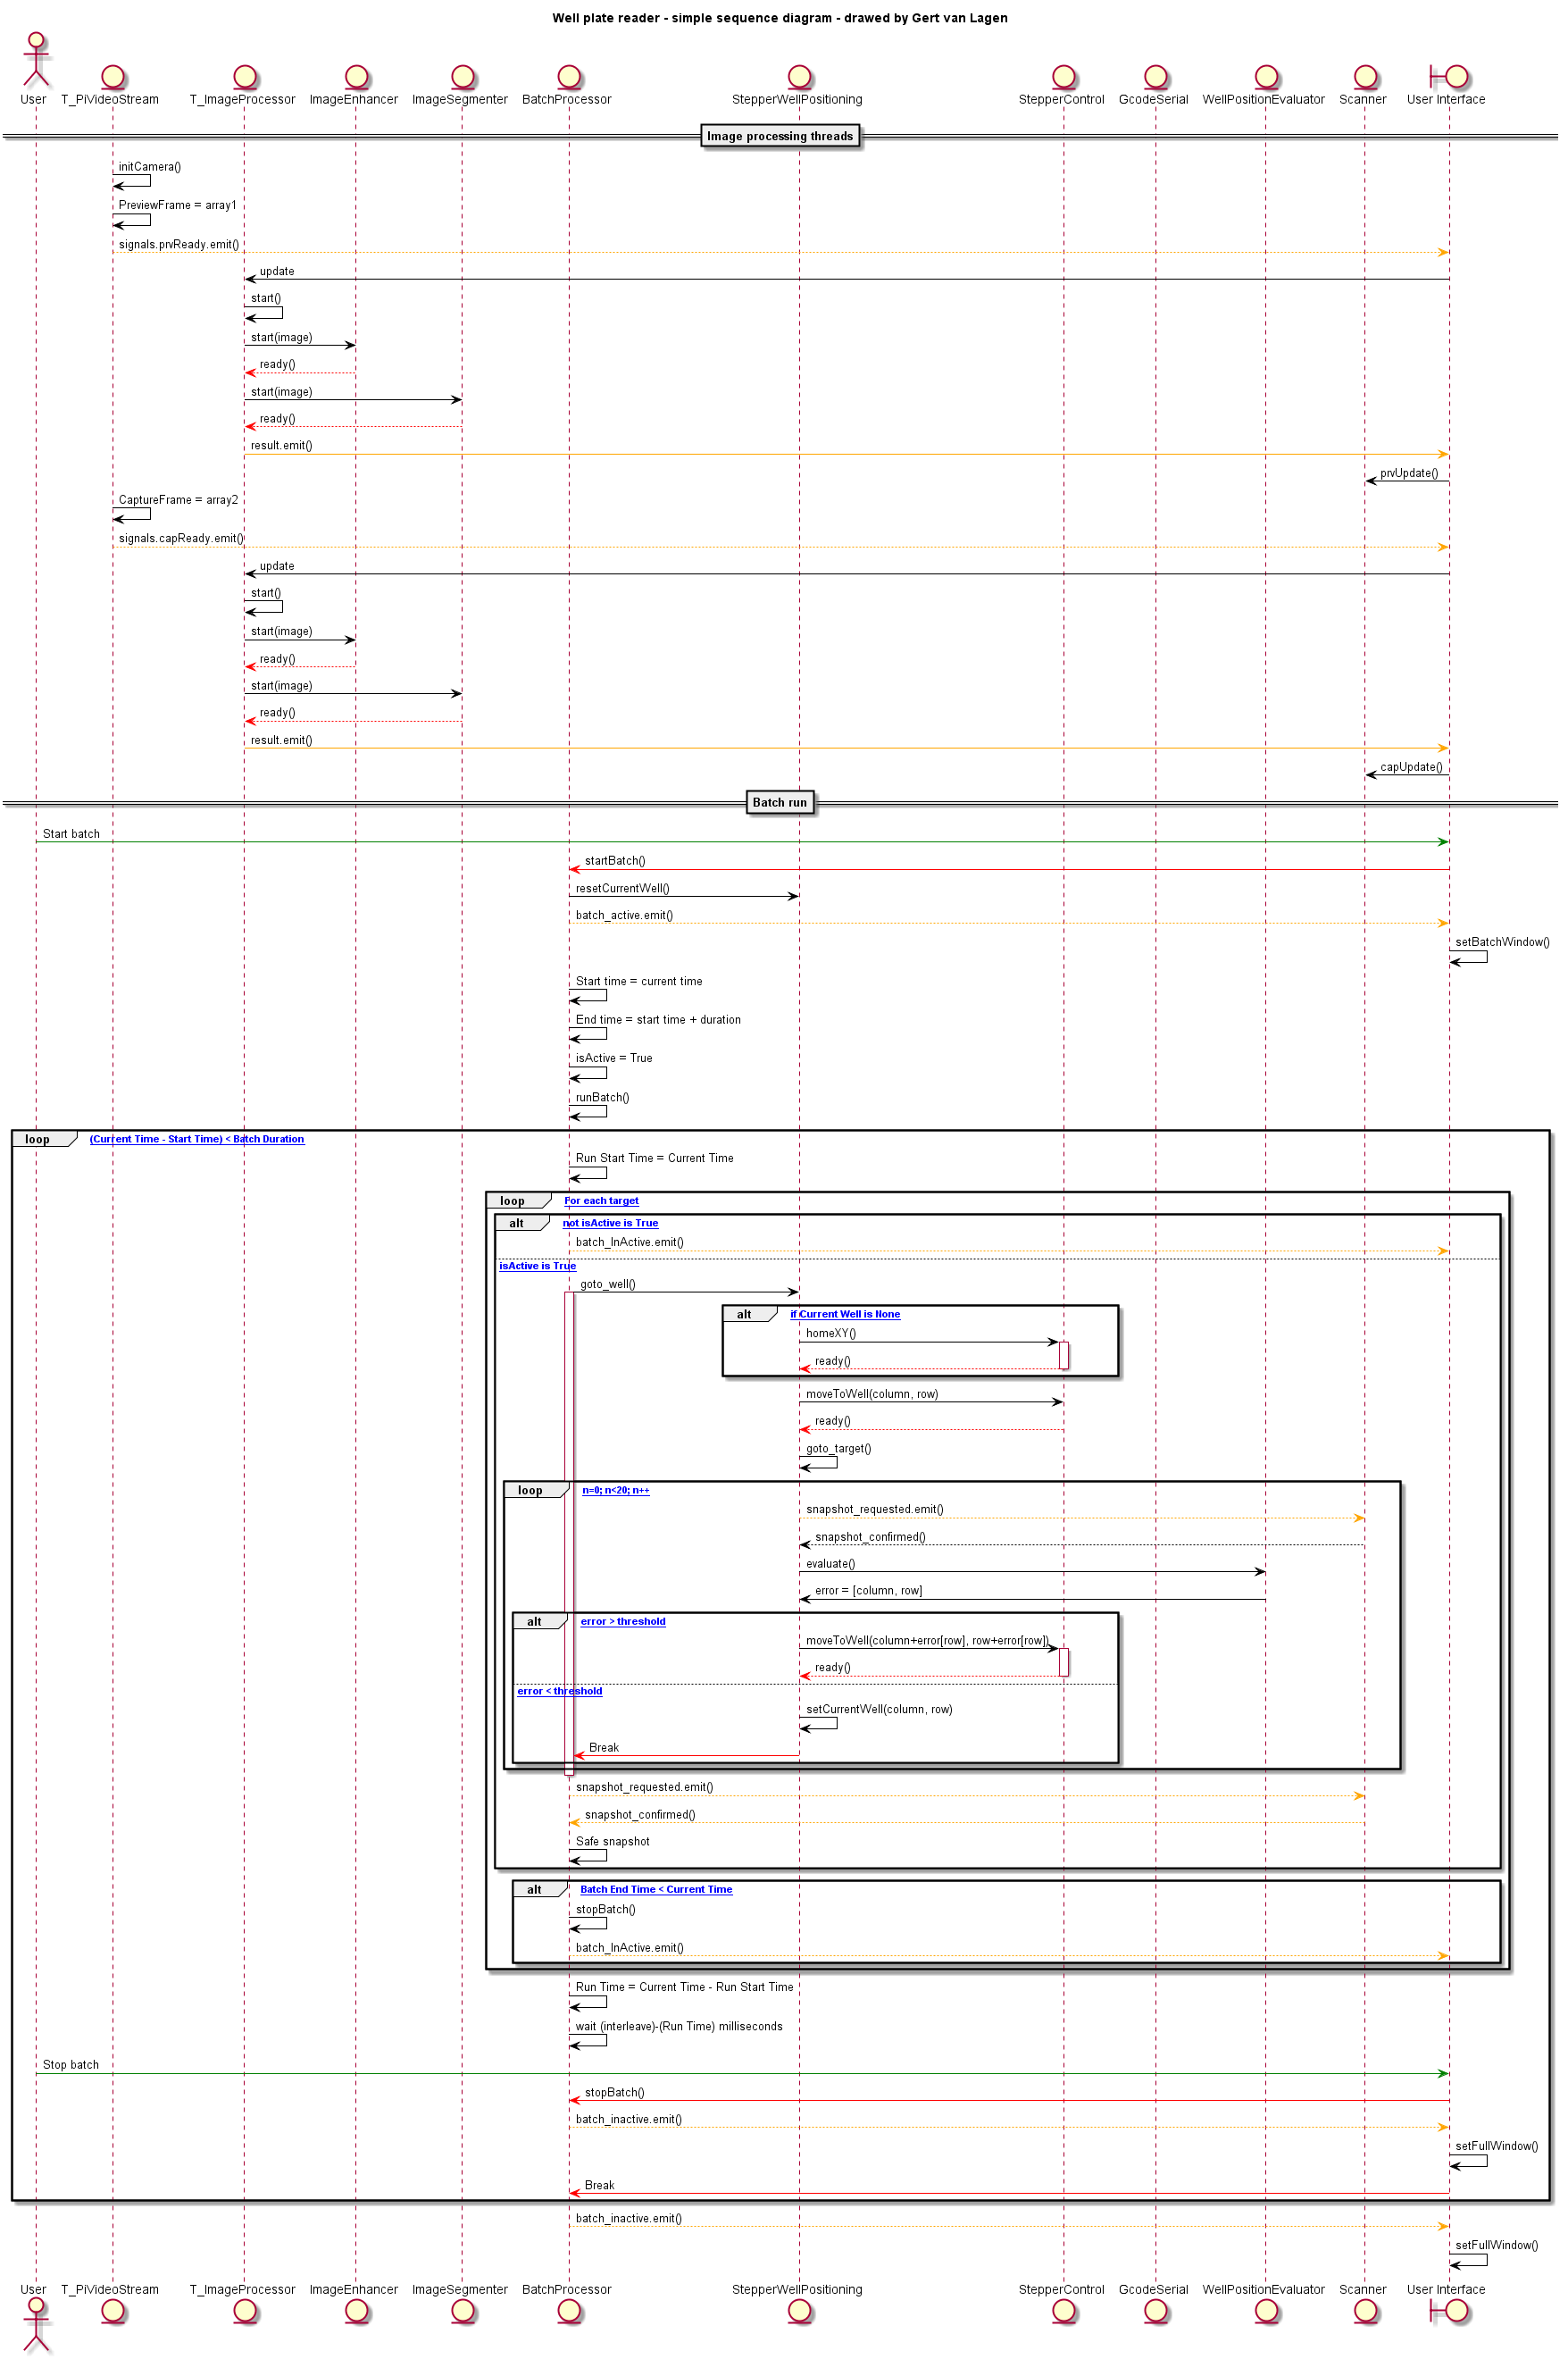 Well plate reader - simple sequence diagram - drawed by Gert van Lagen
User T_PiVideoStream T_ImageProcessor ImageEnhancer ImageSegmenter BatchProcessor StepperWellPositioning StepperControl GcodeSerial WellPositionEvaluator Scanner User Interface
Image processing threads
initCamera()
PreviewFrame = array1
signals.prvReady.emit()
update
start()
start(image)
ready()
start(image)
ready()
result.emit()
prvUpdate()
CaptureFrame = array2
signals.capReady.emit()
update
start()
start(image)
ready()
start(image)
ready()
result.emit()
capUpdate()
Batch run
Start batch
startBatch()
resetCurrentWell()
batch_active.emit()
setBatchWindow()
Start time = current time
End time = start time + duration
isActive = True
runBatch()
loop (Current Time - Start Time) < Batch Duration
Run Start Time = Current Time
loop For each target
alt not isActive is True
batch_InActive.emit()
isActive is True
goto_well()
alt if Current Well is None
homeXY()
ready()
moveToWell(column, row)
ready()
goto_target()
loop n=0; n<20; n++
snapshot_requested.emit()
snapshot_confirmed()
evaluate()
error = [column, row]
alt error > threshold
moveToWell(column+error[row], row+error[row])
ready()
error < threshold
setCurrentWell(column, row)
Break
snapshot_requested.emit()
snapshot_confirmed()
Safe snapshot
alt Batch End Time < Current Time
stopBatch()
batch_InActive.emit()
Run Time = Current Time - Run Start Time
wait (interleave)-(Run Time) milliseconds
Stop batch
stopBatch()
batch_inactive.emit()
setFullWindow()
Break
batch_inactive.emit()
setFullWindow()
User T_PiVideoStream T_ImageProcessor ImageEnhancer ImageSegmenter BatchProcessor StepperWellPositioning StepperControl GcodeSerial WellPositionEvaluator Scanner User Interface